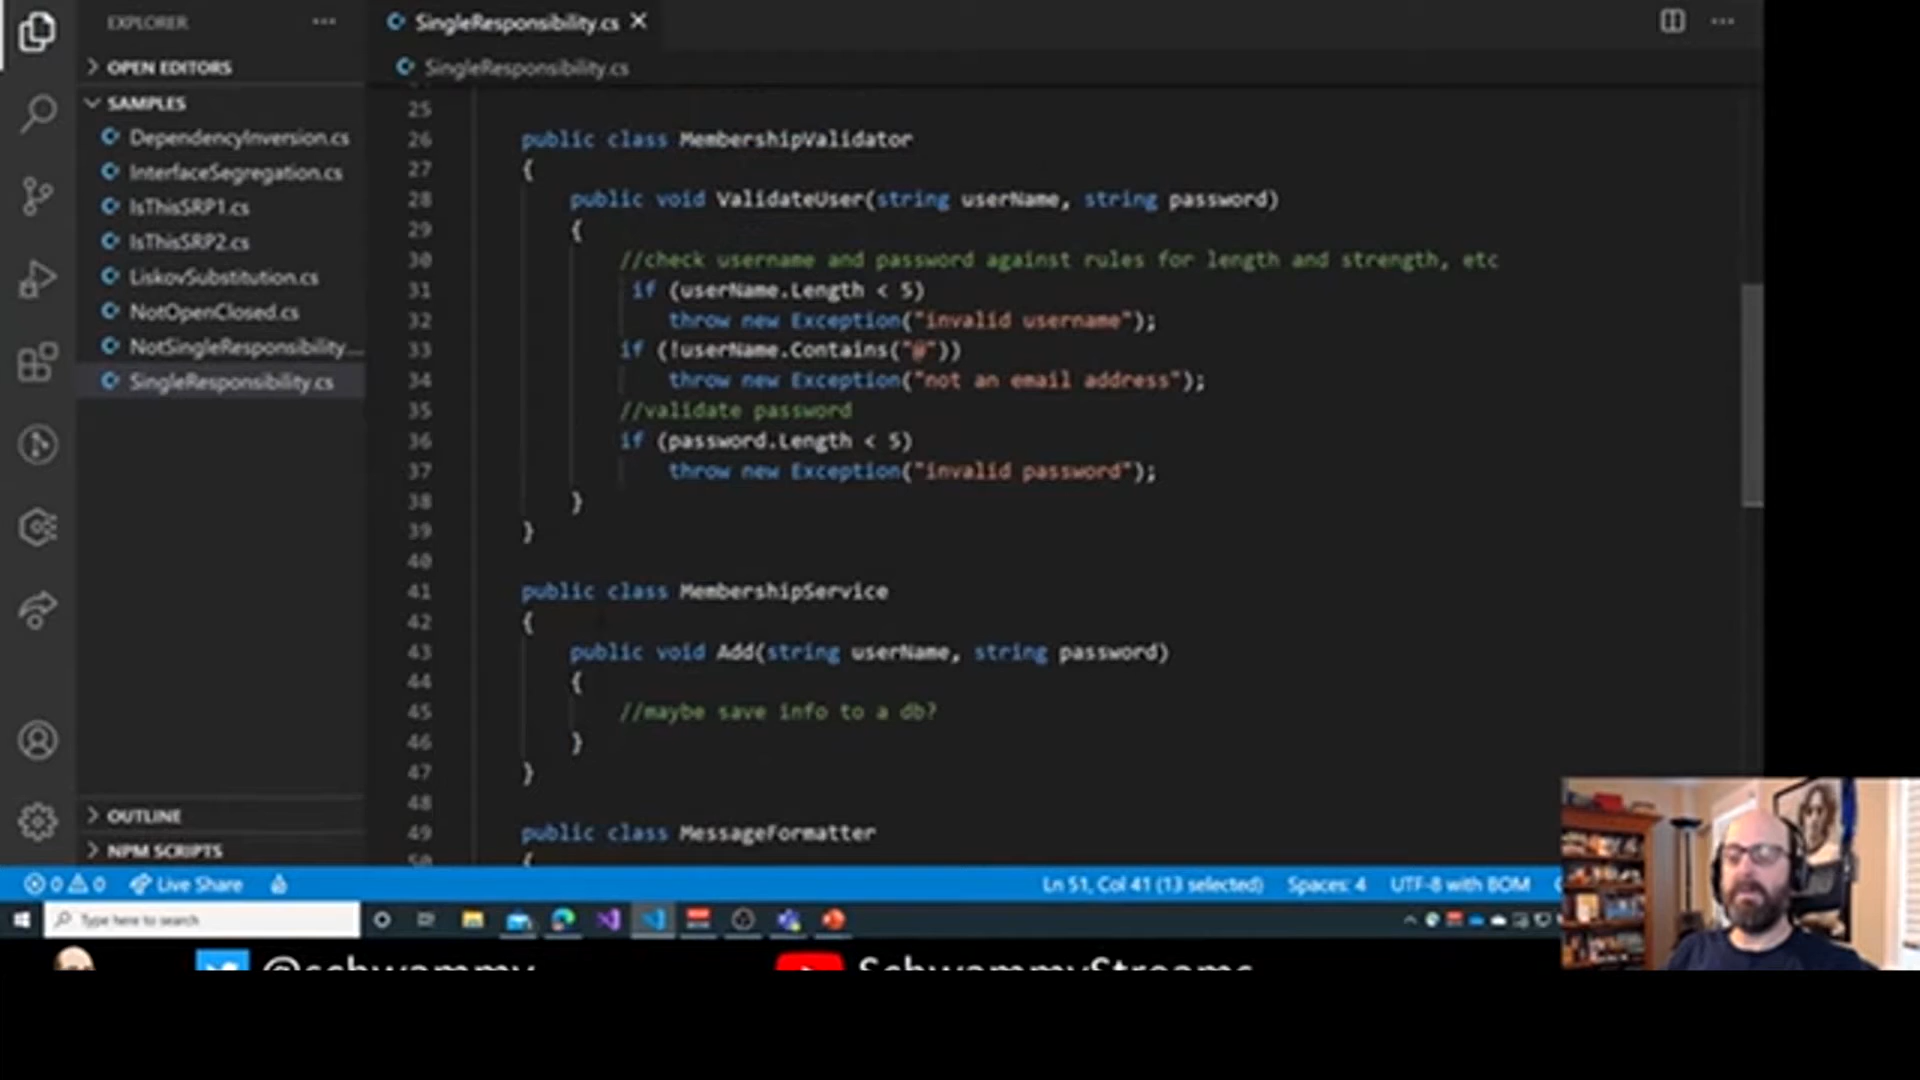 EXPLORER
SingleResponsibility.cs
OPEN EDITORS
SingleResponsibility.cs
SAMPLES
DependencyInversion.cs
InterfaceSegregation.cs
IsThisSRP1.cs
IsThisSRP2.cs
LiskovSubstitution.cs
NotOpenClosed.cs
NotSingleResponsibility...
SingleResponsibility.cs
OUTLINE
NPM SCRIPTS
25
26 public class MembershipValidator
27 {
28 public void ValidateUser(string userName, string password)
29 {
30 //check username and password against rules for length and strength, etc
31 if (userName.Length < 5)
32 throw new Exception("invalid username");
33 if (!userName.Contains("@"))
34 throw new Exception("not an email address");
35 //validate password
36 if (password.Length < 5)
37 throw new Exception("invalid password");
38 }
39 }
40
41 public class MembershipService
42 {
43 public void Add(string userName, string password)
44 {
45 //maybe save info to a db?
46 }
47 }
48
49 public class MessageFormatter
50 {
0 0 Live Share Ln 51, Col 41 (13 selected) Spaces: 4 UTF-8 with BOM
Type here to search
@schwammy SchwammyStreams